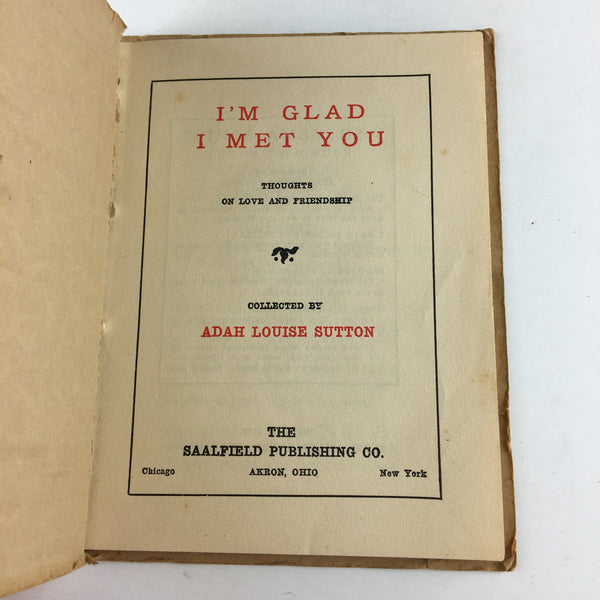 I'M GLAD
I MET YOU
THOUGHTS
ON LOVE AND FRIENDSHIP
COLLECTED BY
ADAH LOUISE SUTTON
THE
SAALFIELD PUBLISHING CO.
Chicago AKRON, OHIO New York